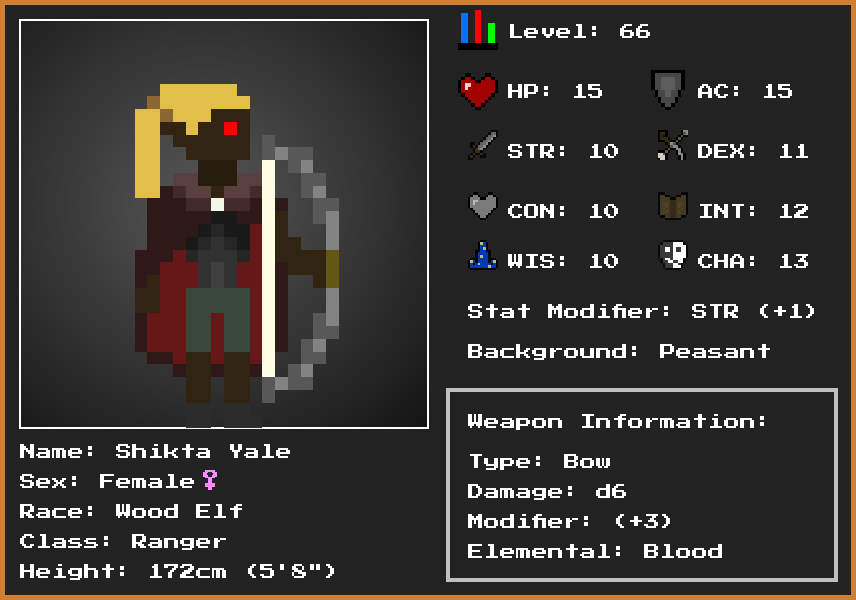 Level: 66
HP: 15
AC: 15
STR: 10
DEX: 11
CON: 10
INT: 12
WIS: 10
CHA: 13
Stat Modifier: STR (+1)
Background: Peasant
Weapon Information:
Type: Bow
Damage: d6
Modifier: (+3)
Elemental: Blood
Name: Shikta Yale
Sex: Female♀
Race: Wood Elf
Class: Ranger
Height: 172cm (5'8")